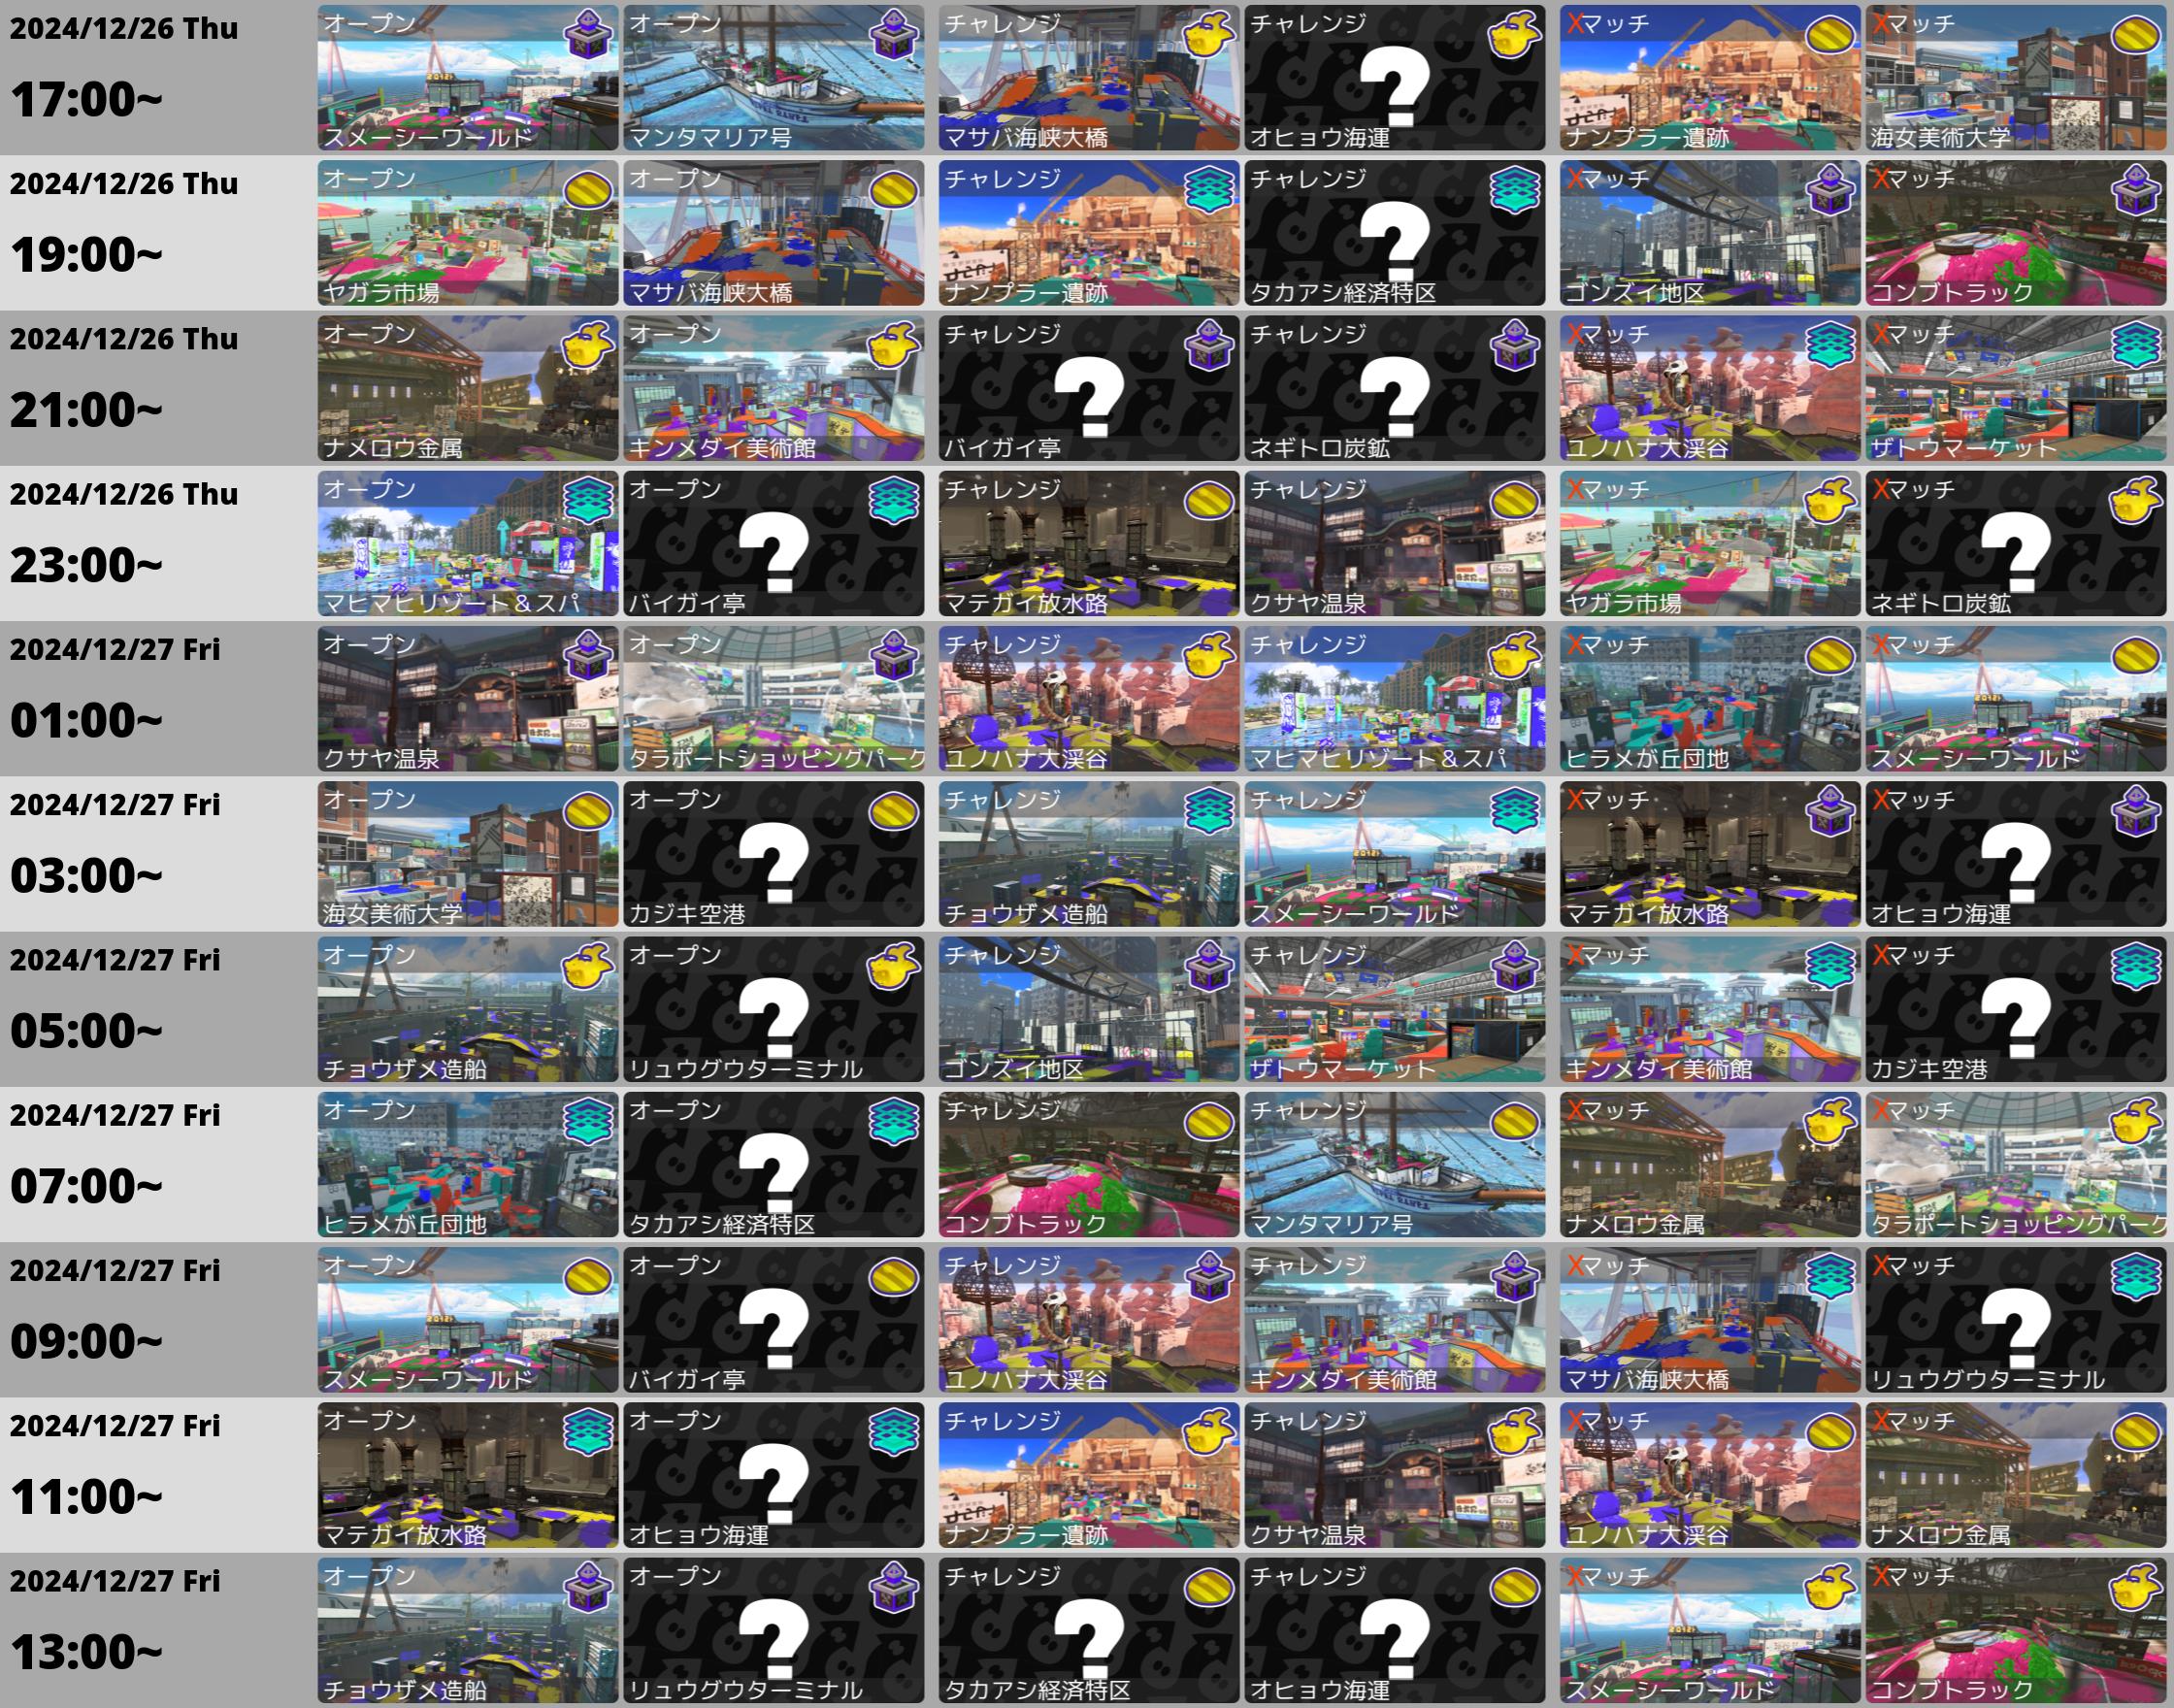 2024/12/26 Thu
17:00~
オープン オープン チャレンジ チャレンジ Xマッチ Xマッチ
スメーシーワールド マンタマリア号 マサバ海峡大橋 オヒョウ海運 ナンプラー遺跡 海女美術大学
2024/12/26 Thu
19:00~
オープン オープン チャレンジ チャレンジ Xマッチ Xマッチ
ヤガラ市場 マサバ海峡大橋 ナンプラー遺跡 タカアシ経済特区 ゴンズイ地区 コンブトラック
2024/12/26 Thu
21:00~
オープン オープン チャレンジ チャレンジ Xマッチ Xマッチ
ナメロウ金属 キンメダイ美術館 バイガイ亭 ネギトロ炭鉱 ユノハナ大渓谷 ザトウマーケット
2024/12/26 Thu
23:00~
オープン オープン チャレンジ チャレンジ Xマッチ Xマッチ
マヒマヒリゾート＆スパ バイガイ亭 マテガイ放水路 クサヤ温泉 ヤガラ市場 ネギトロ炭鉱
2024/12/27 Fri
01:00~
オープン オープン チャレンジ チャレンジ Xマッチ Xマッチ
クサヤ温泉 タラポートショッピングパーク ユノハナ大渓谷 マヒマヒリゾート＆スパ ヒラメが丘団地 スメーシーワールド
2024/12/27 Fri
03:00~
オープン オープン チャレンジ チャレンジ Xマッチ Xマッチ
海女美術大学 カジキ空港 チョウザメ造船 スメーシーワールド マテガイ放水路 オヒョウ海運
2024/12/27 Fri
05:00~
オープン オープン チャレンジ チャレンジ Xマッチ Xマッチ
チョウザメ造船 リュウグウターミナル ゴンズイ地区 ザトウマーケット キンメダイ美術館 カジキ空港
2024/12/27 Fri
07:00~
オープン オープン チャレンジ チャレンジ Xマッチ Xマッチ
ヒラメが丘団地 タカアシ経済特区 コンブトラック マンタマリア号 ナメロウ金属 タラポートショッピングパーク
2024/12/27 Fri
09:00~
オープン オープン チャレンジ チャレンジ Xマッチ Xマッチ
スメーシーワールド バイガイ亭 ユノハナ大渓谷 キンメダイ美術館 マサバ海峡大橋 リュウグウターミナル
2024/12/27 Fri
11:00~
オープン オープン チャレンジ チャレンジ Xマッチ Xマッチ
マテガイ放水路 オヒョウ海運 ナンプラー遺跡 クサヤ温泉 ユノハナ大渓谷 ナメロウ金属
2024/12/27 Fri
13:00~
オープン オープン チャレンジ チャレンジ Xマッチ Xマッチ
チョウザメ造船 リュウグウターミナル タカアシ経済特区 オヒョウ海運 スメーシーワールド コンブトラック